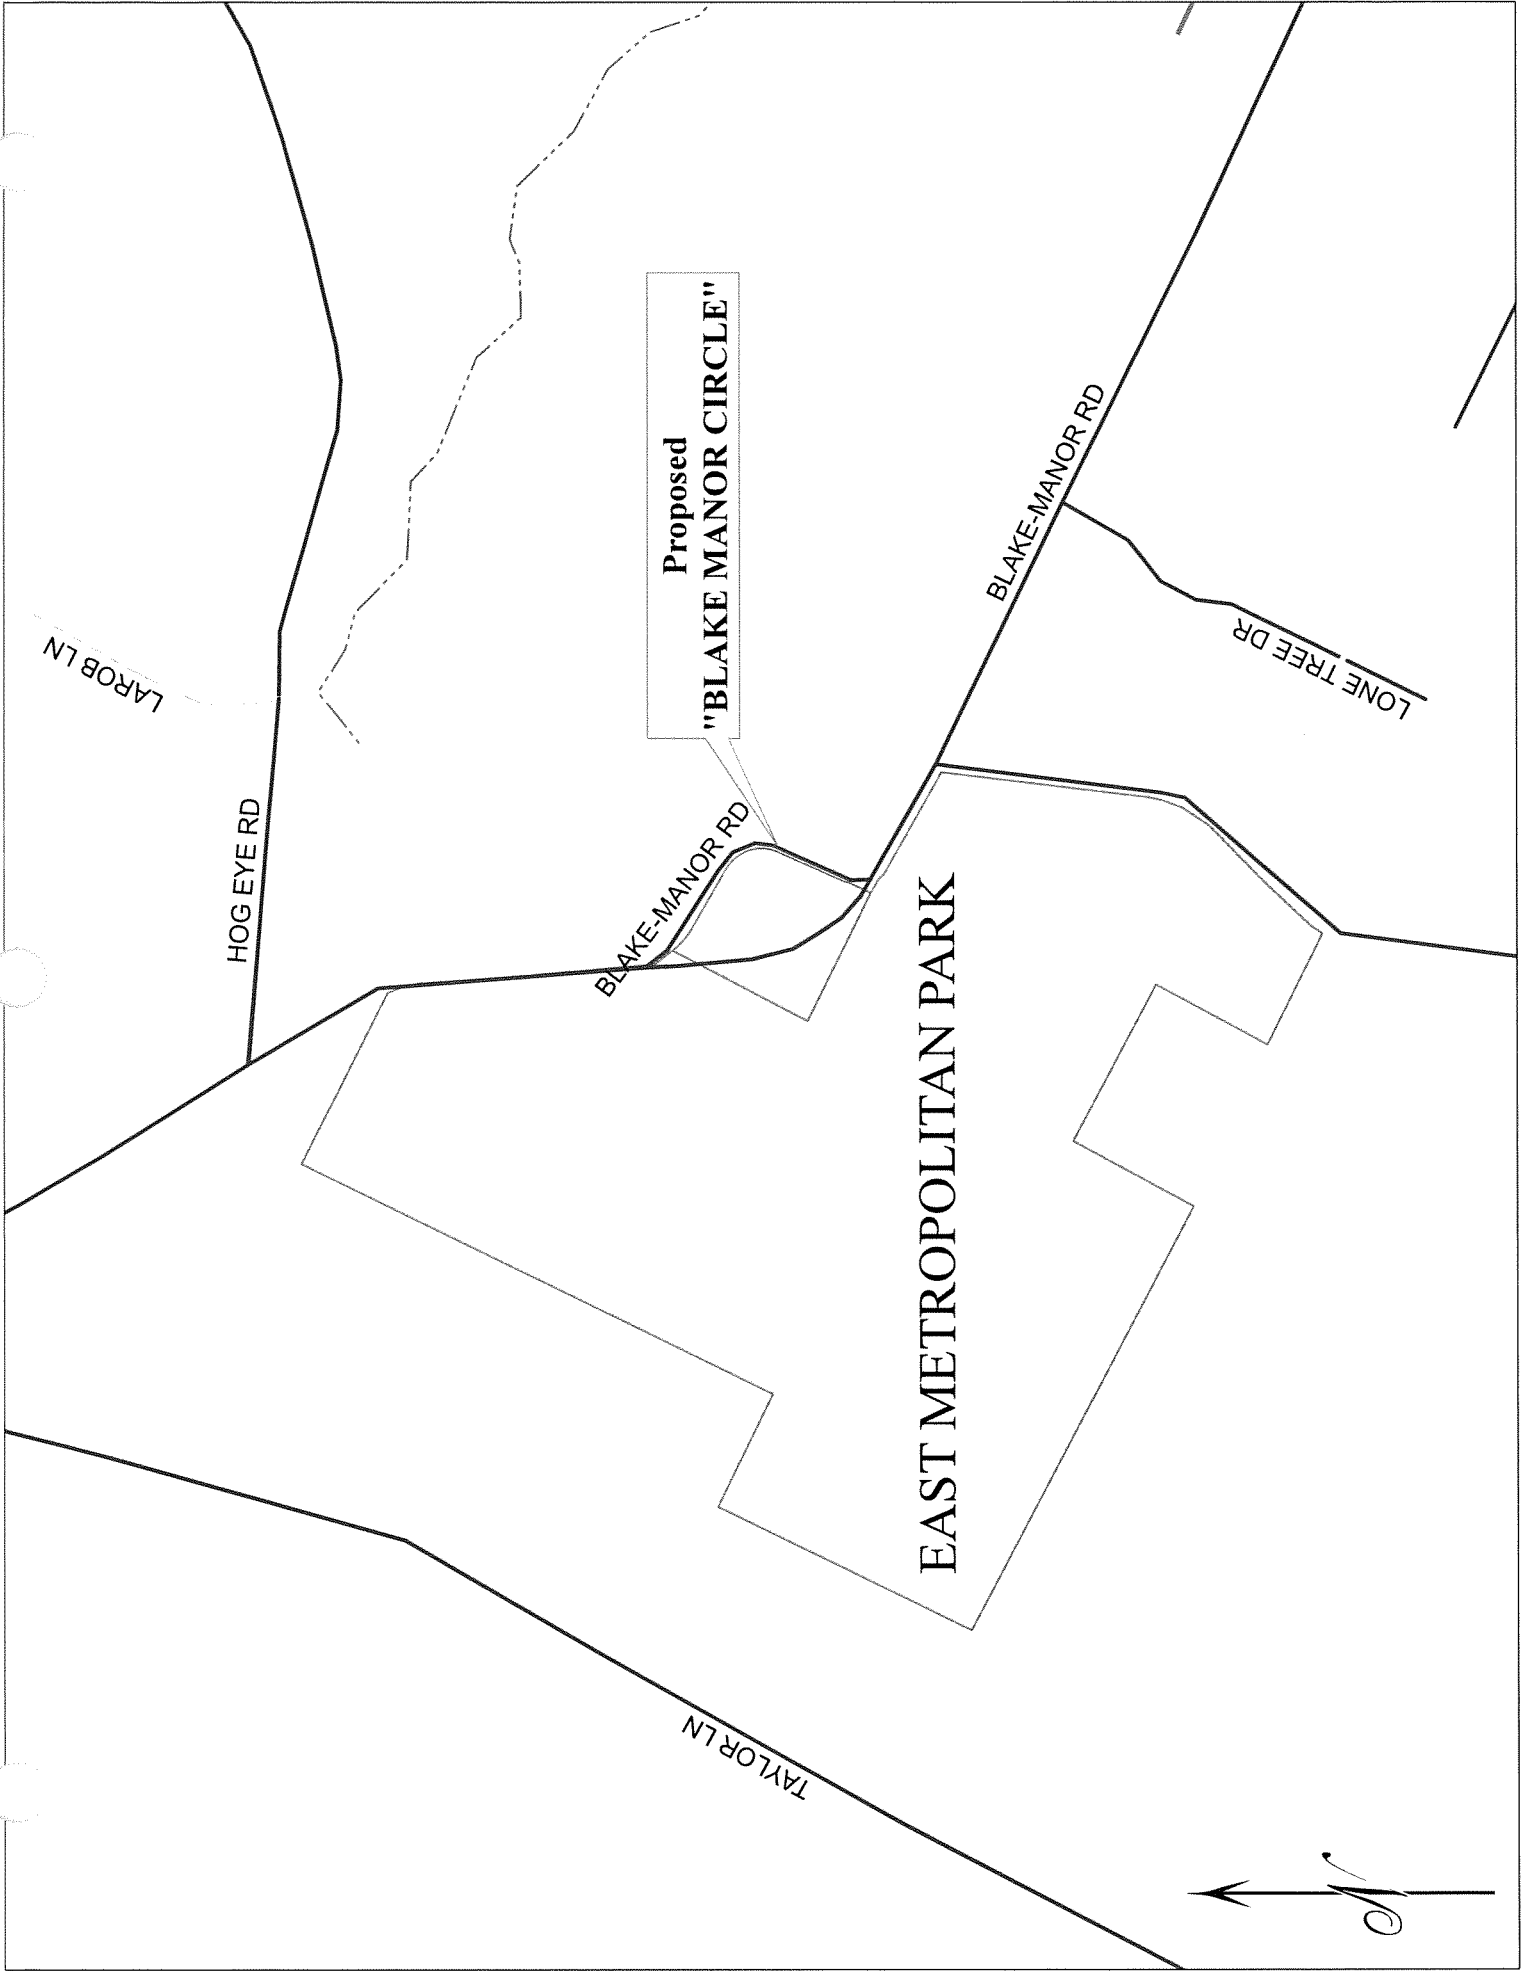 LAROB LN
HOG EYE RD
Proposed
"BLAKE MANOR CIRCLE"
BLAKE-MANOR RD
BLAKE-MANOR RD
LONE TREE DR
EAST METROPOLITAN PARK
TAYLOR LN
N